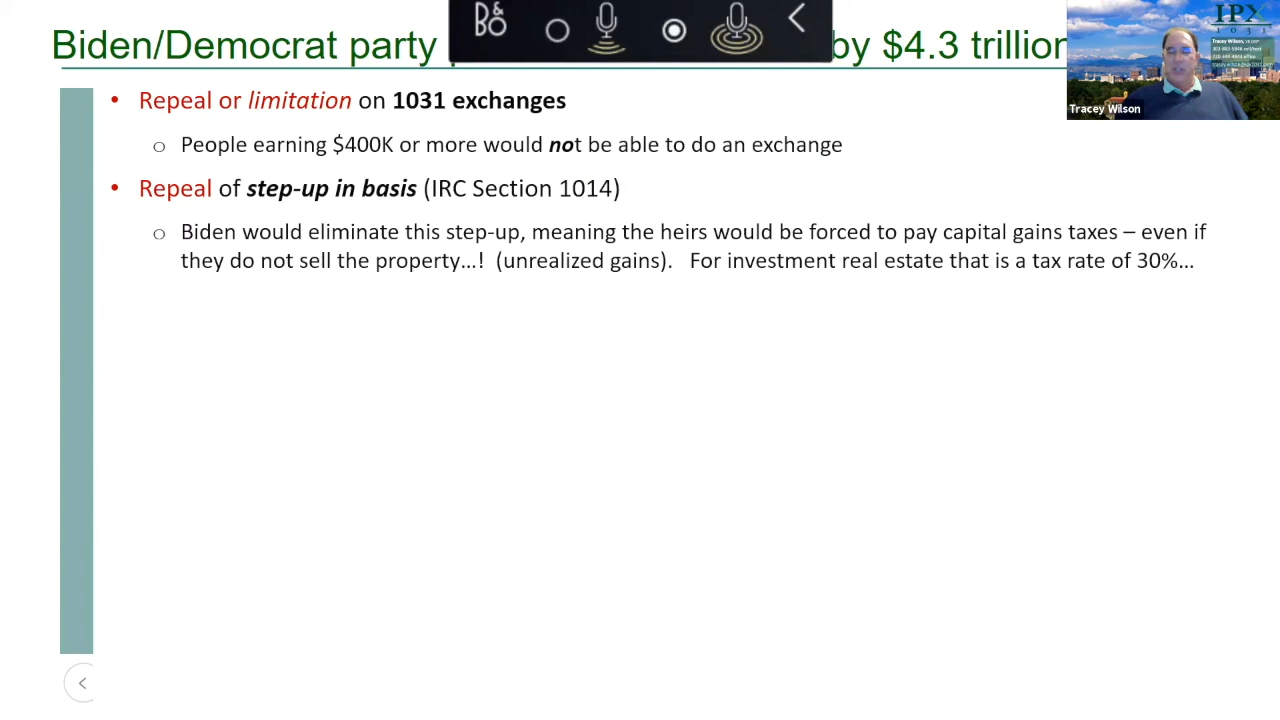 Biden/Democrat party
by $4.3 trillion
B&O
IPX
1031
Tracey Wilson
Tracey Wilson
• Repeal or limitation on 1031 exchanges
o People earning $400K or more would not be able to do an exchange
• Repeal of step-up in basis (IRC Section 1014)
o Biden would eliminate this step-up, meaning the heirs would be forced to pay capital gains taxes – even if
they do not sell the property…! (unrealized gains). For investment real estate that is a tax rate of 30%…